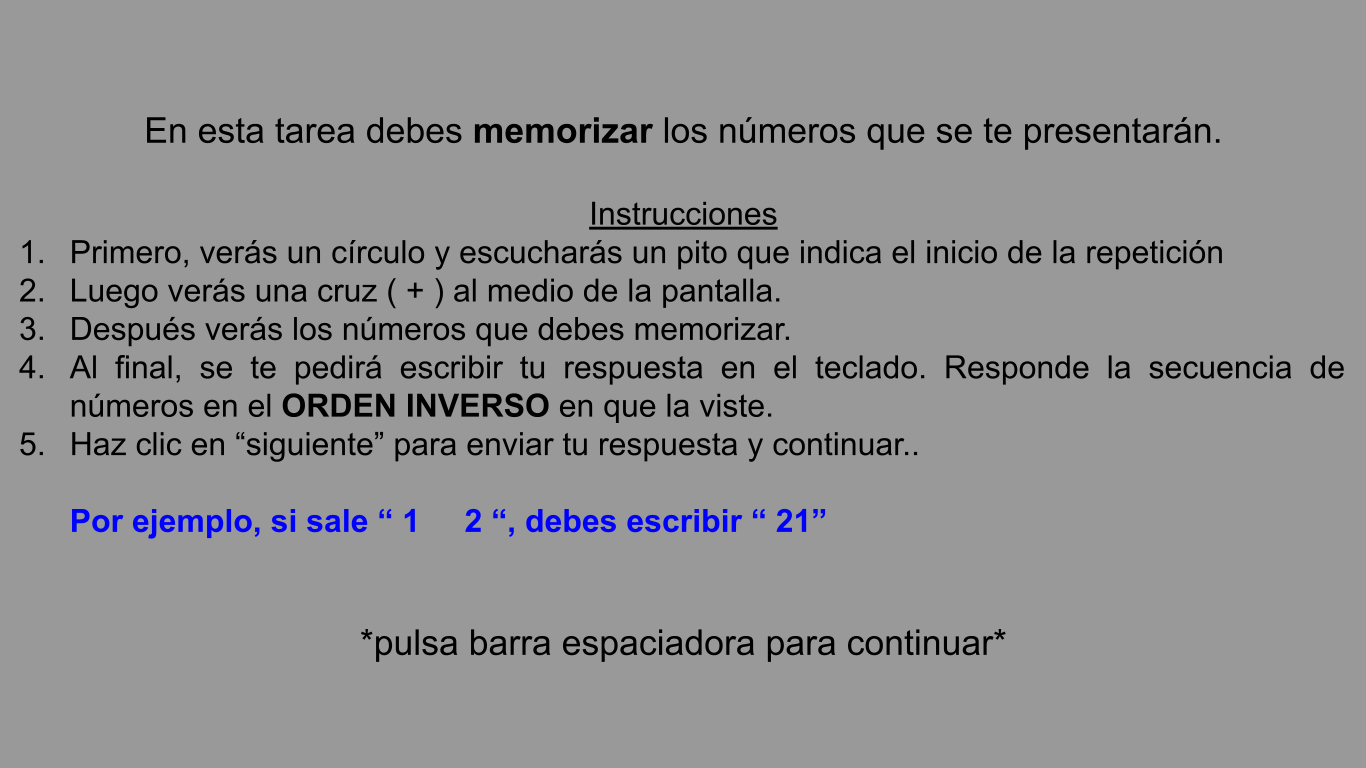 En esta tarea debes memorizar los números que se te presentarán.
Instrucciones
1. Primero, verás un círculo y escucharás un pito que indica el inicio de la repetición
2. Luego verás una cruz ( + ) al medio de la pantalla.
3. Después verás los números que debes memorizar.
4. Al final, se te pedirá escribir tu respuesta en el teclado. Responde la secuencia de
números en el ORDEN INVERSO en que la viste.
5. Haz clic en “siguiente” para enviar tu respuesta y continuar..
Por ejemplo, si sale “ 1     2 “, debes escribir “ 21”
*pulsa barra espaciadora para continuar*